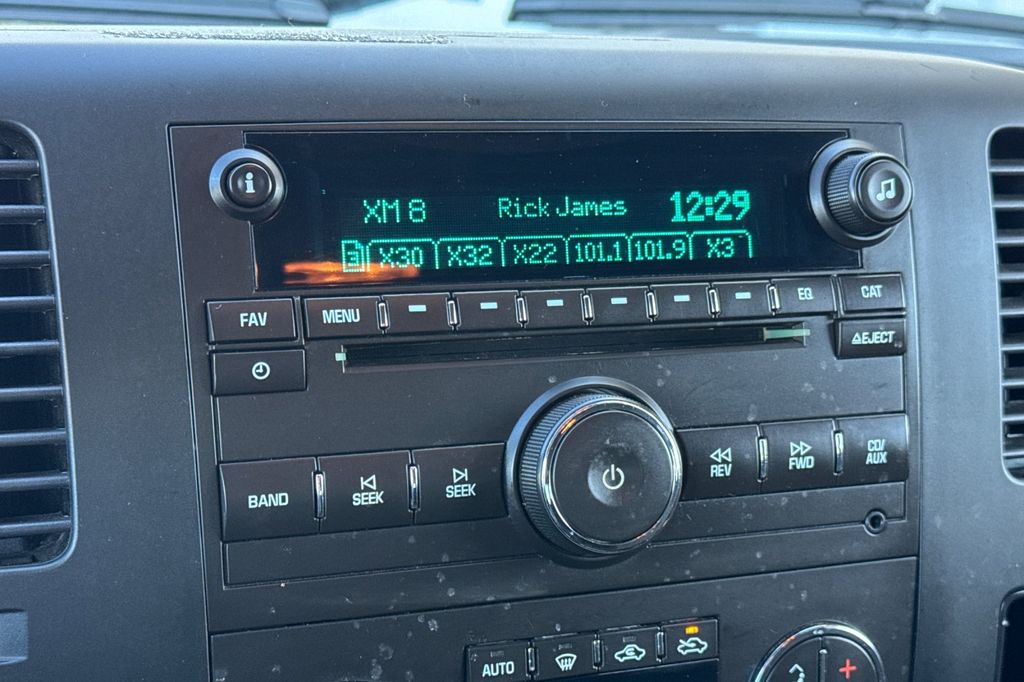 XM 8 Rick James 12:29
3 X30 X32 X22 101.1 101.9 X3
FAV MENU EQ CAT
EJECT
BAND SEEK SEEK REV FWD CD/AUX
AUTO